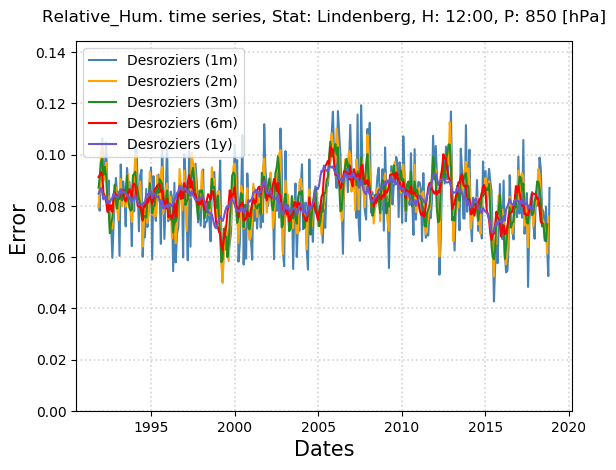 Relative_Hum. time series, Stat: Lindenberg, H: 12:00, P: 850 [hPa]
Desroziers (1m)
Desroziers (2m)
Desroziers (3m)
Desroziers (6m)
Desroziers (1y)
Error
0.14
0.12
0.10
0.08
0.06
0.04
0.02
0.00
1995 2000 2005 2010 2015 2020
Dates